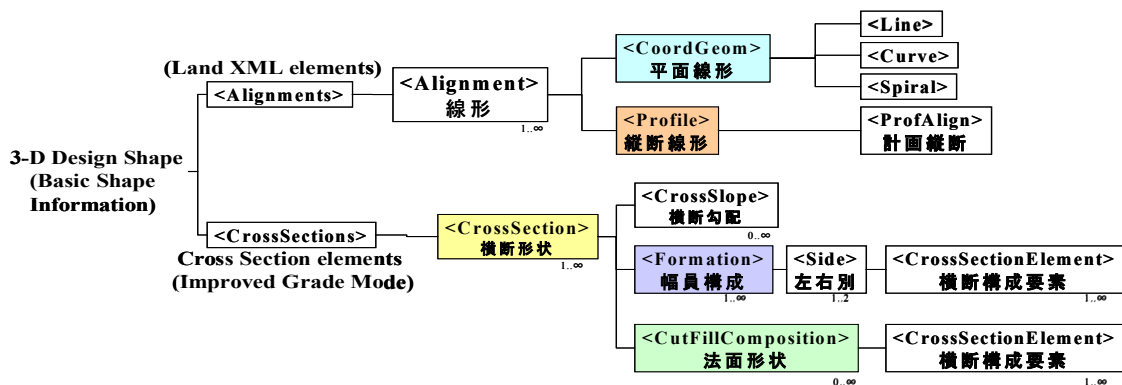 3-D Design Shape
(Basic Shape
Information)
(Land XML elements)
<Alignments>
<Alignment>
線形
1..∞
<CoordGeom>
平面線形
<Line>
<Curve>
<Spiral>
<Profile>
縦断線形
<ProfAlign>
計画縦断
<CrossSections>
Cross Section elements
(Improved Grade Mode)
<CrossSection>
横断形状
1..∞
<CrossSlope>
横断勾配
0..∞
<Formation>
幅員構成
1..∞
<Side>
左右別
1..2
<CrossSectionElement>
横断構成要素
1..∞
<CutFillComposition>
法面形状
0..∞
<CrossSectionElement>
横断構成要素
1..∞